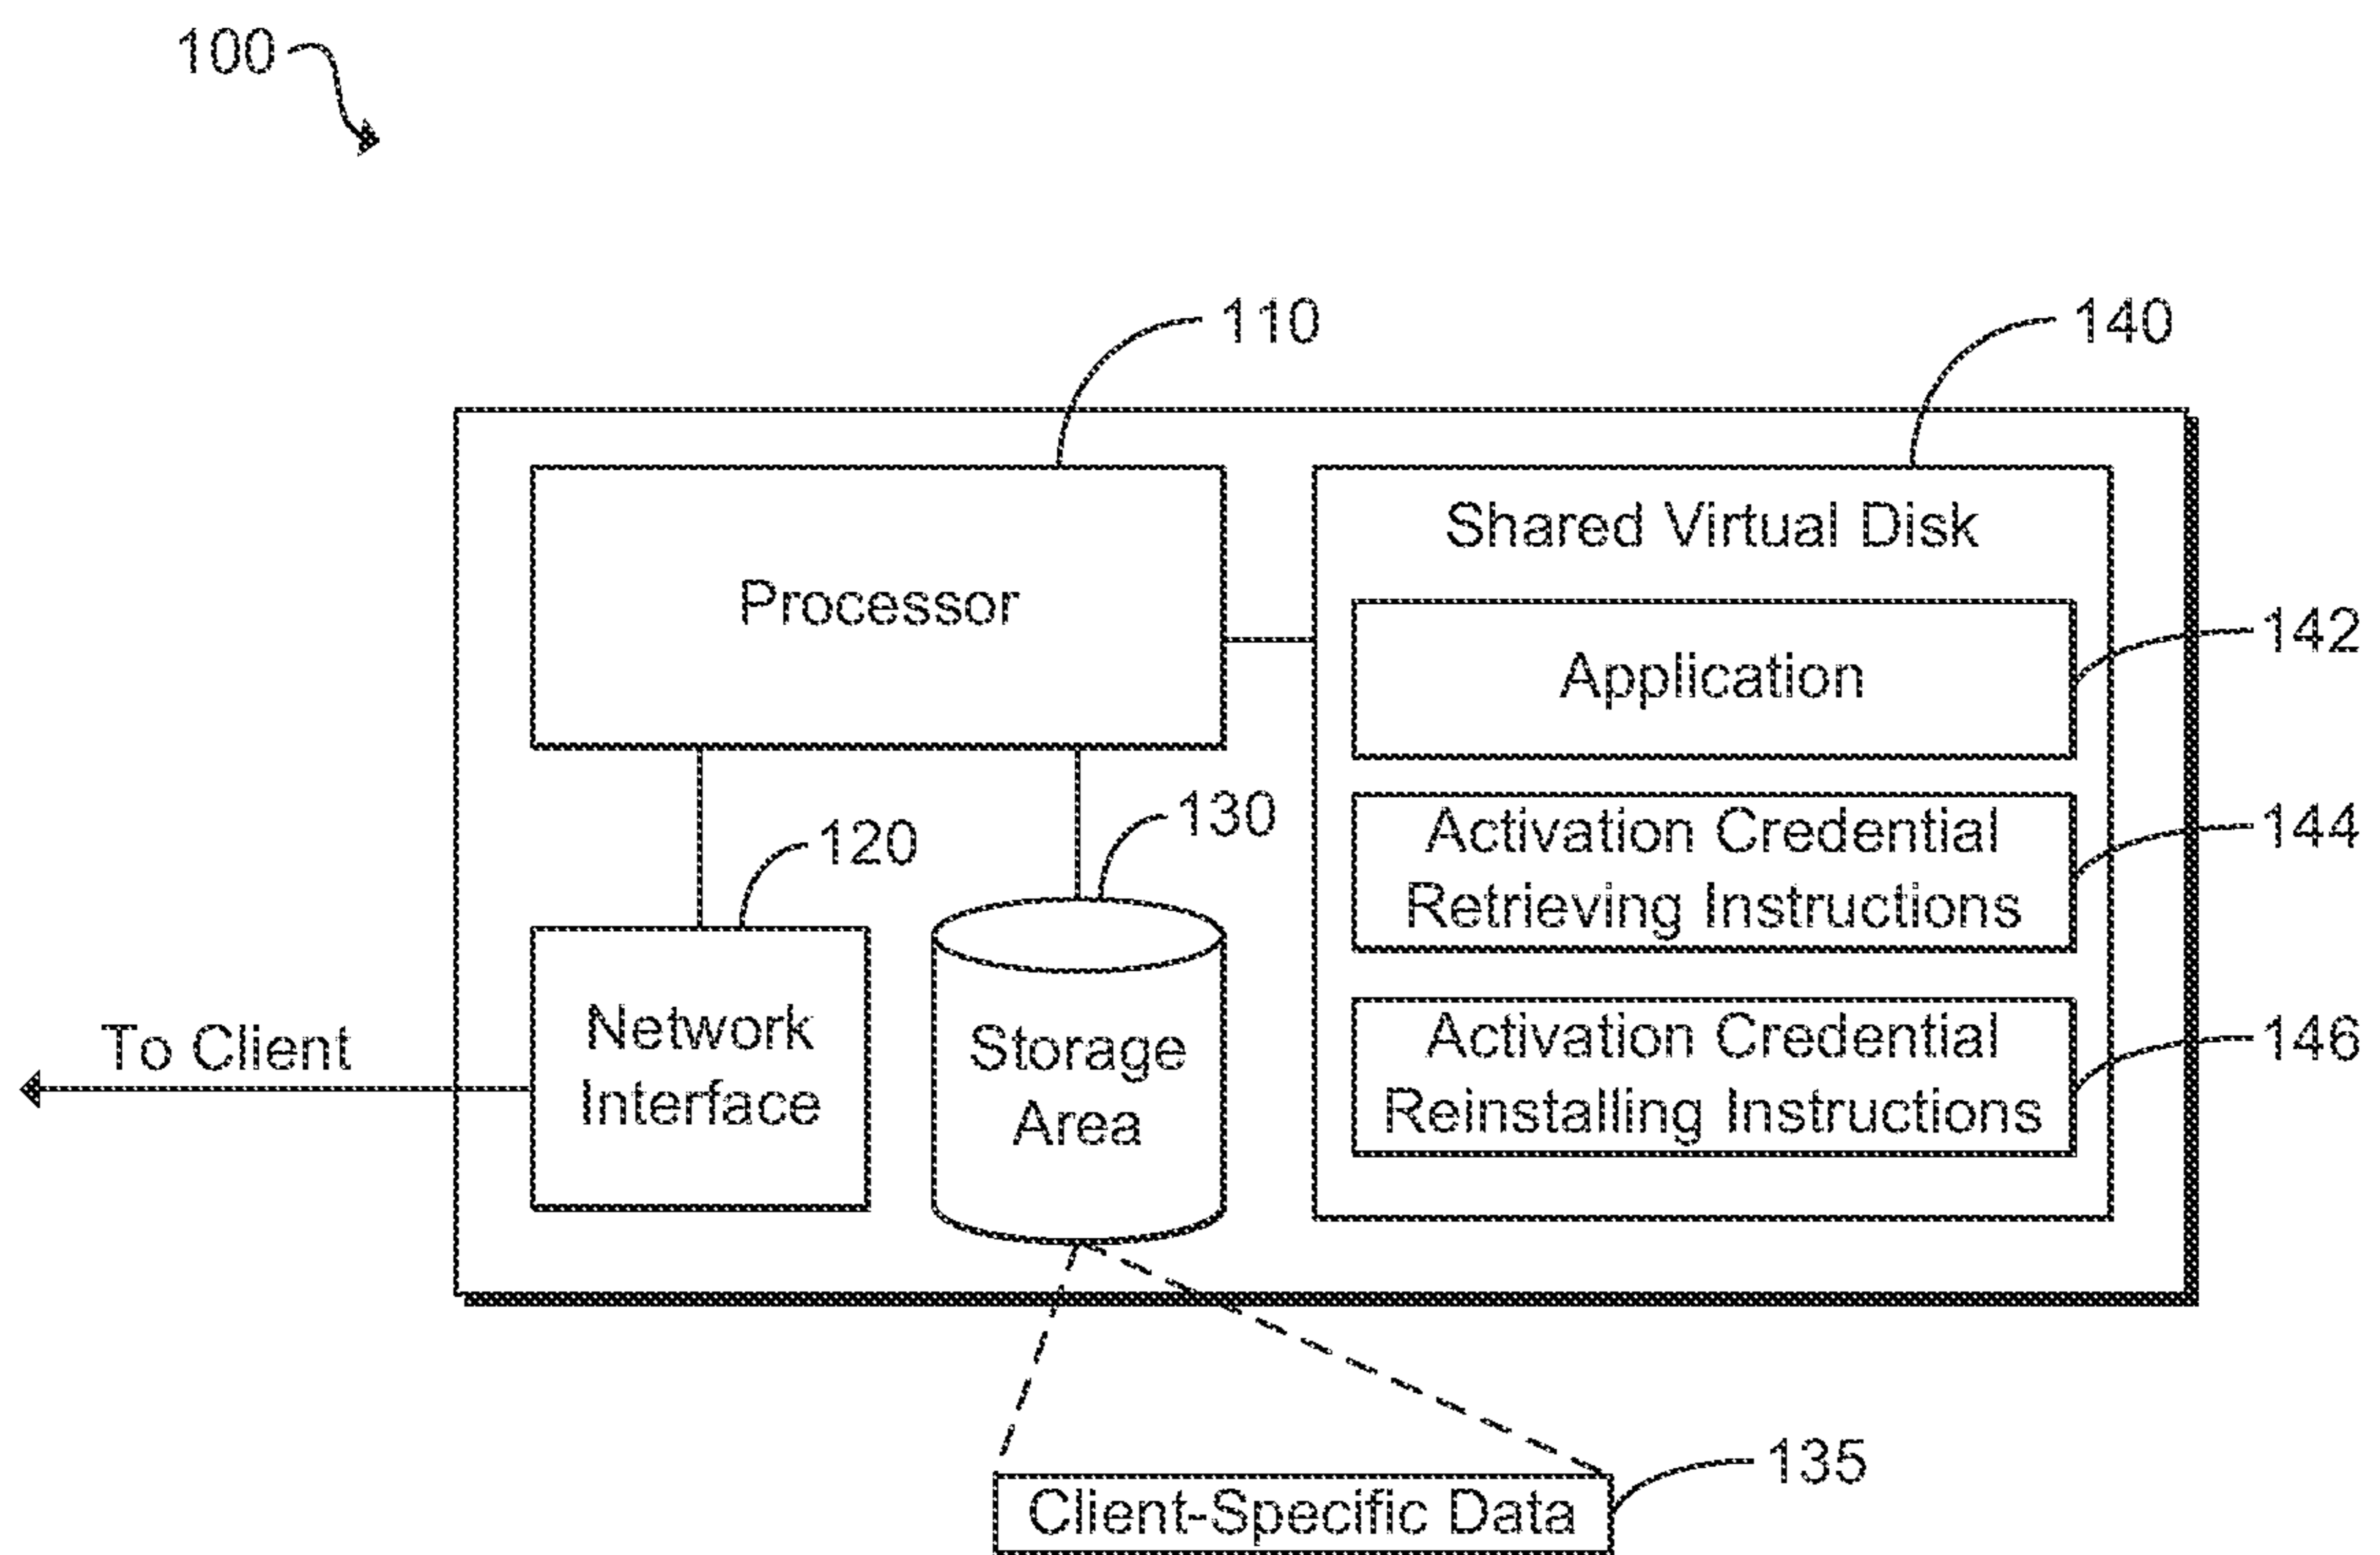 100
110
140
Shared Virtual Disk
Processor
142
Application
130
120
Activation Credential
Retrieving Instructions
144
Network
Interface
Storage
Area
Activation Credential
Reinstalling Instructions
146
To Client
135
Client-Specific Data